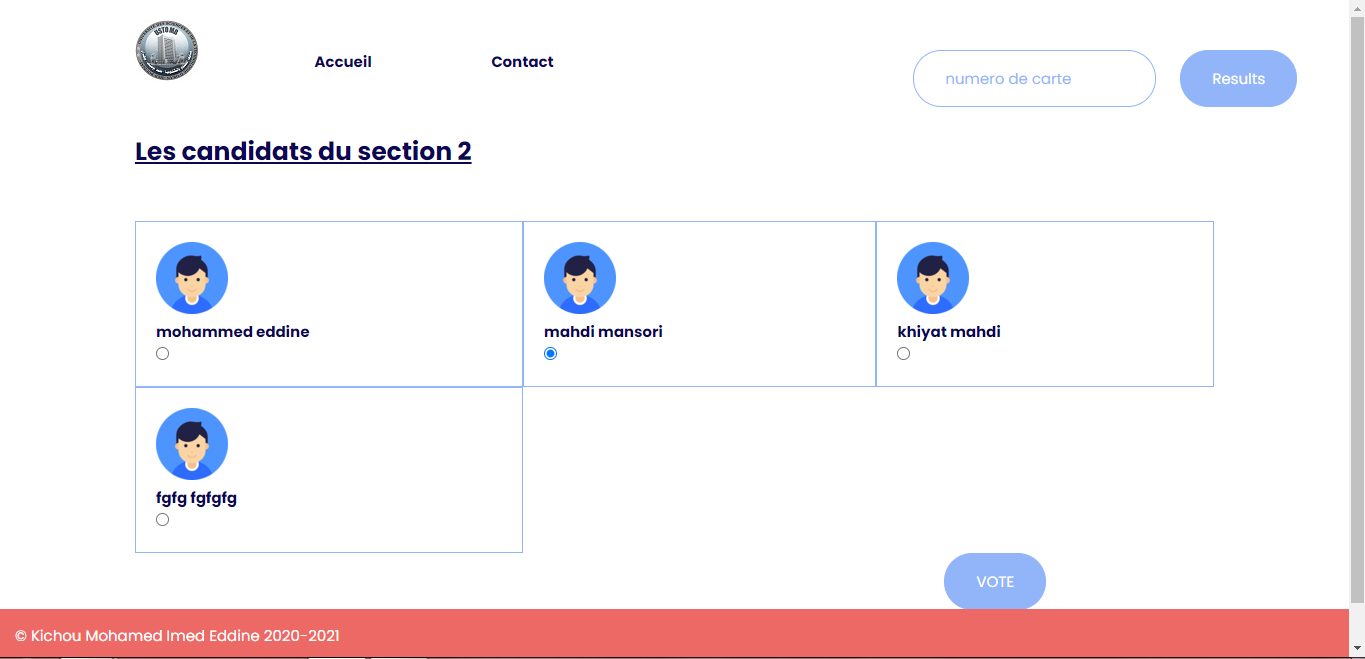 USTO MB
Accueil
Contact
numero de carte
Results
Les candidats du section 2
mohammed eddine
mahdi mansori
khiyat mahdi
fgfg fgfgfg
VOTE
© Kichou Mohamed Imed Eddine 2020-2021